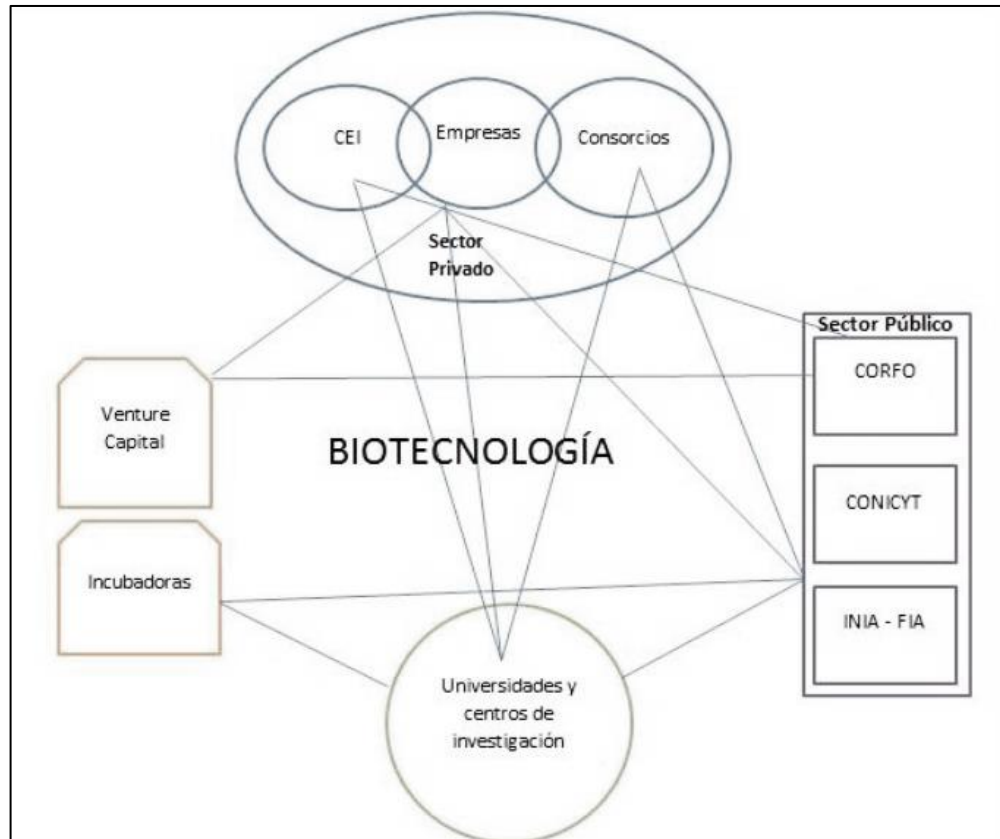 CEI
Empresas
Consorcios
Sector
Privado
Sector Público
CORFO
Venture
Capital
BIOTECNOLOGÍA
CONICYT
Incubadoras
INIA - FIA
Universidades y
centros de
investigación